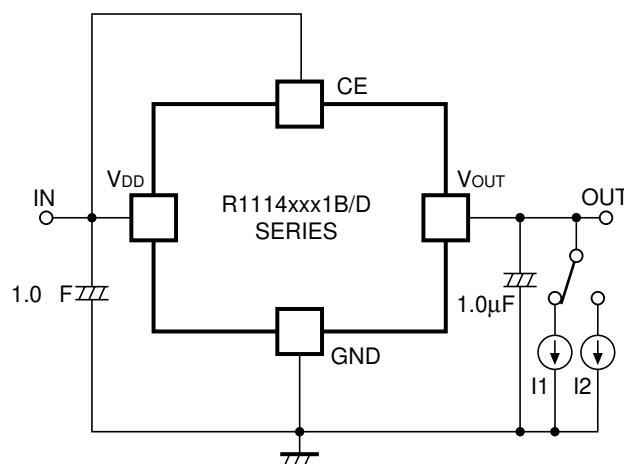 CE
VDD
VOUT
IN
OUT
R1114xxx1B/D
SERIES
1.0 F
1.0μF
GND
I1
I2